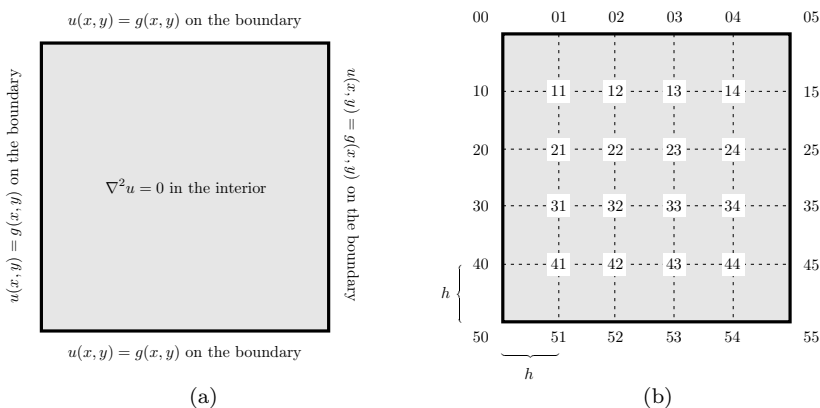 u(x, y) = g(x, y) on the boundary
u(x, y) = g(x, y) on the boundary
∇²u = 0 in the interior
u(x, y) = g(x, y) on the boundary
u(x, y) = g(x, y) on the boundary
(a)
00 01 02 03 04 05
10 11 12 13 14 15
20 21 22 23 24 25
30 31 32 33 34 35
40 41 42 43 44 45
h
50 51 52 53 54 55
h
(b)